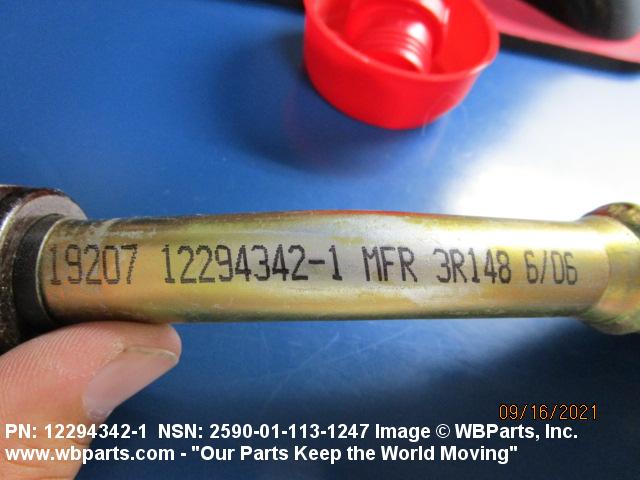 19207 12294342-1 MFR 3R148 6/06
09/16/2021
PN: 12294342-1 NSN: 2590-01-113-1247 Image © WBParts, Inc.
www.wbparts.com - "Our Parts Keep the World Moving"